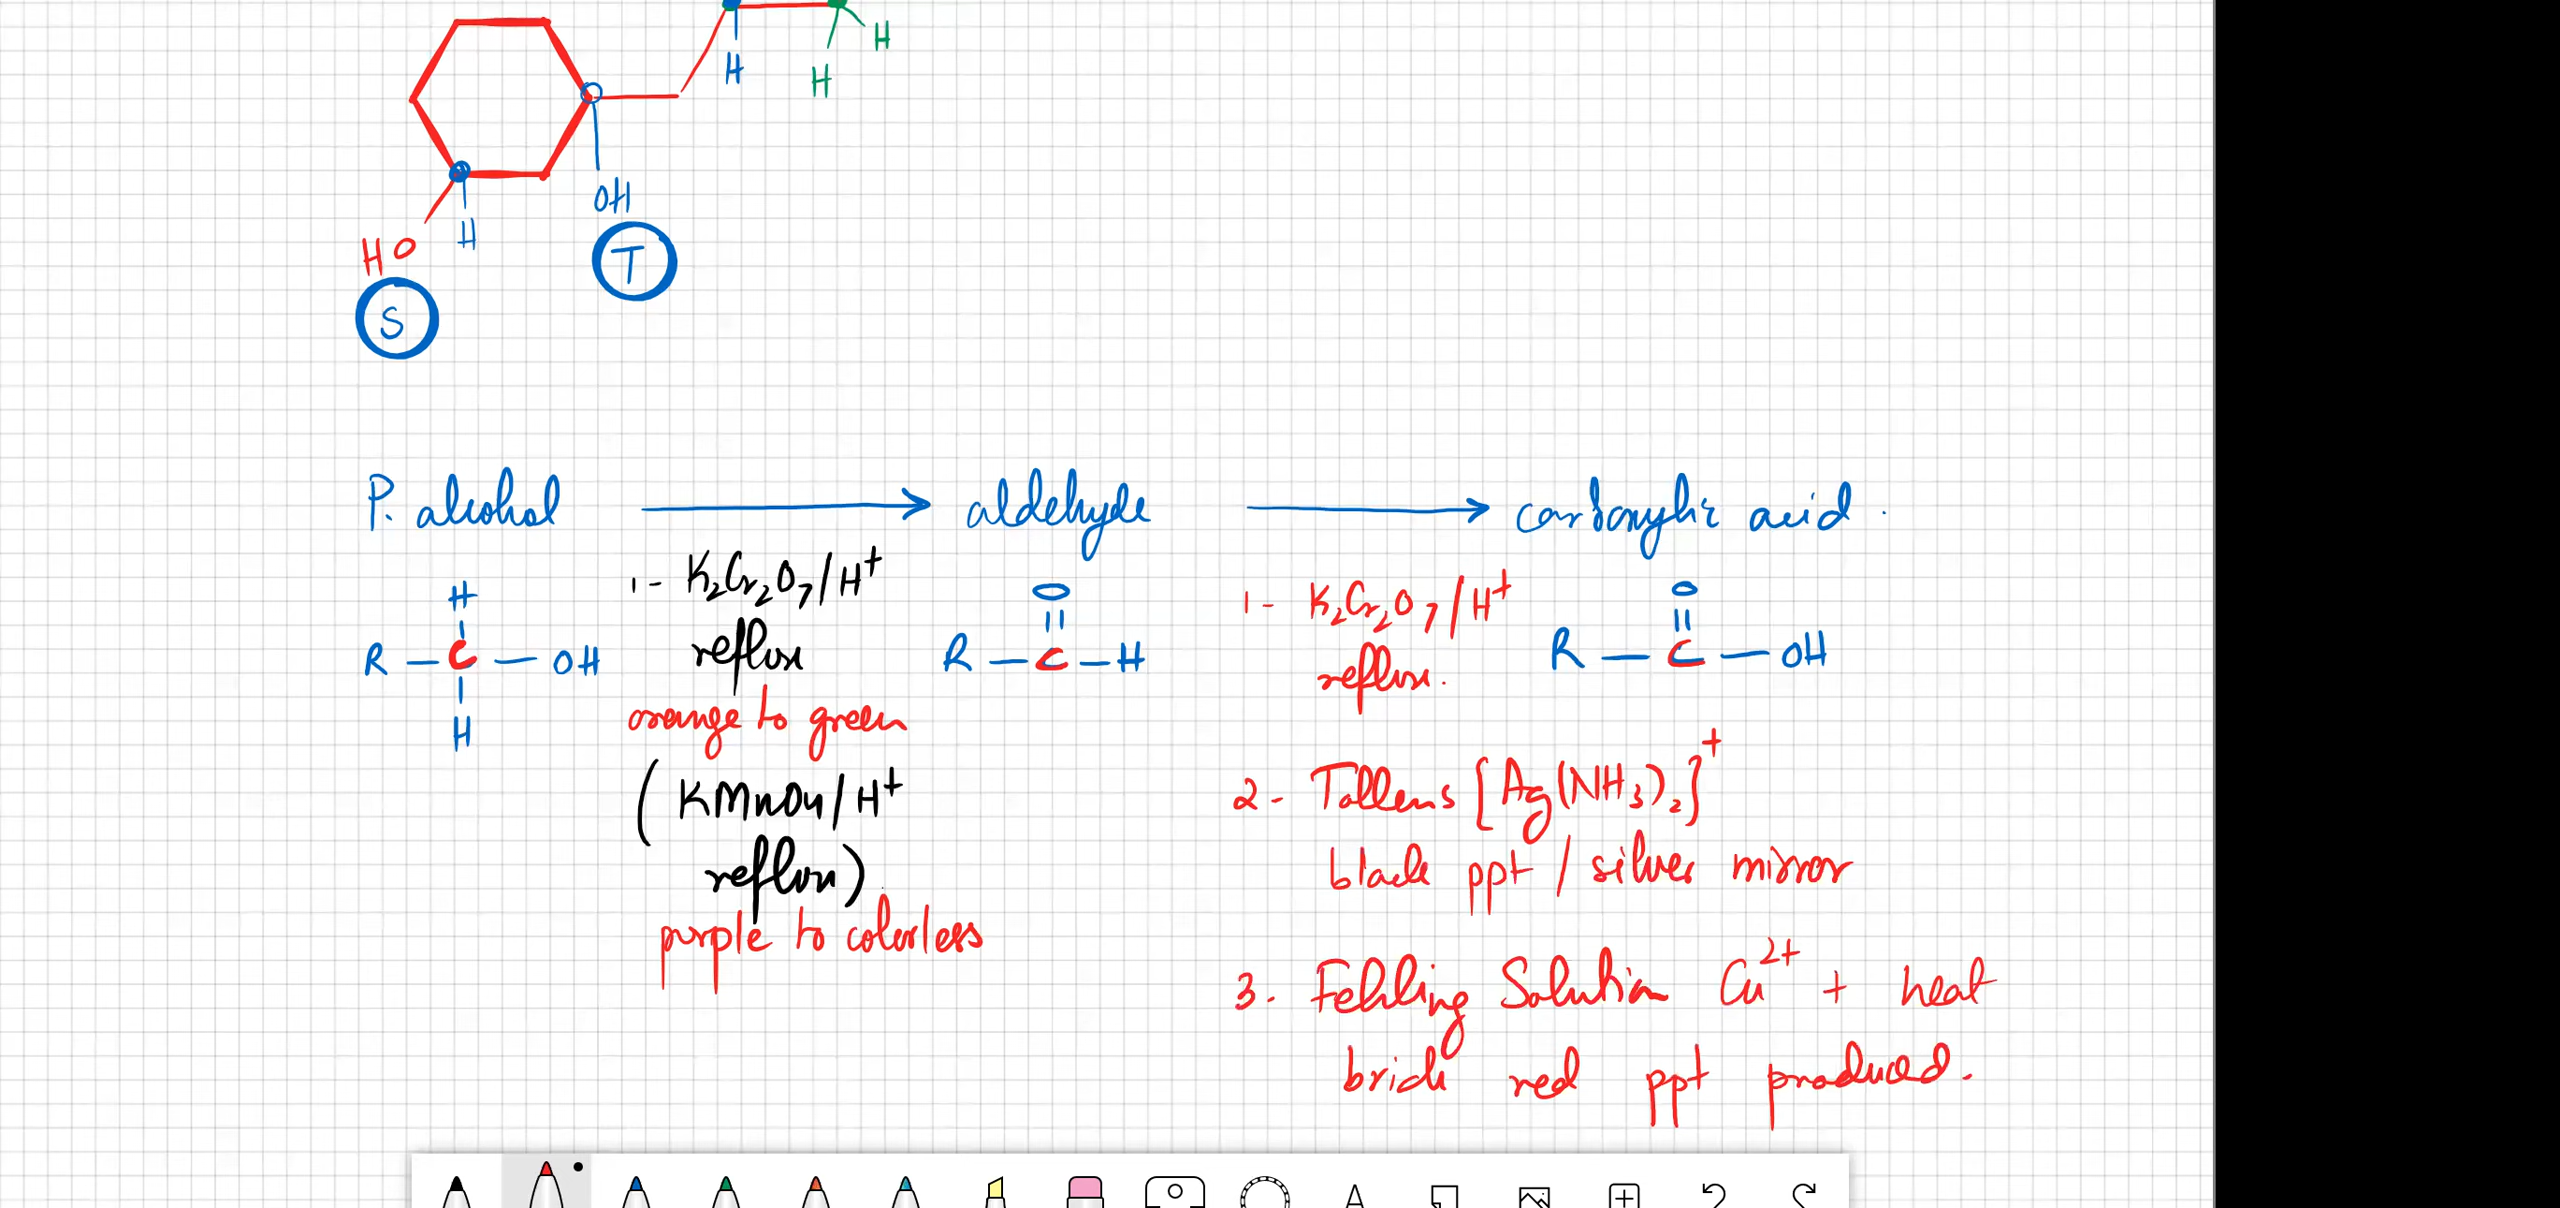 H
H
H
OH
HO
H
T
S
P. alcohol → aldehyde → carboxylic acid.
1- K₂Cr₂O₇/H⁺
reflux
orange to green
(KMnO4/H⁺
reflux)
purple to colorless
H
R — C — OH
H
O
R — C — H
1- K₂Cr₂O₇/H⁺
reflux.
O
R — C — OH
2- Tollens [Ag(NH₃)₂]⁺
black ppt / silver mirror
3. Fehling Solution Cu²⁺ + heat
brick red ppt produced.